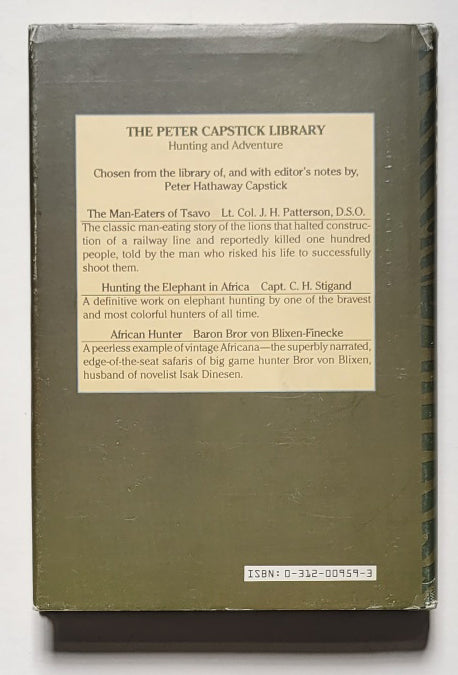 THE PETER CAPSTICK LIBRARY
Hunting and Adventure
Chosen from the library of, and with editor's notes by,
Peter Hathaway Capstick
The Man-Eaters of Tsavo Lt. Col. J. H. Patterson, D.S.O.
The classic man-eating story of the lions that halted construc-
tion of a railway line and reportedly killed one hundred
people, told by the man who risked his life to successfully
shoot them.
Hunting the Elephant in Africa Capt. C. H. Stigand
A definitive work on elephant hunting by one of the bravest
and most colorful hunters of all time.
African Hunter Baron Bror von Blixen-Finecke
A peerless example of vintage Africana—the superbly narrated,
edge-of-the-seat safaris of big game hunter Bror von Blixen,
husband of novelist Isak Dinesen.
ISBN: 0-312-00959-3